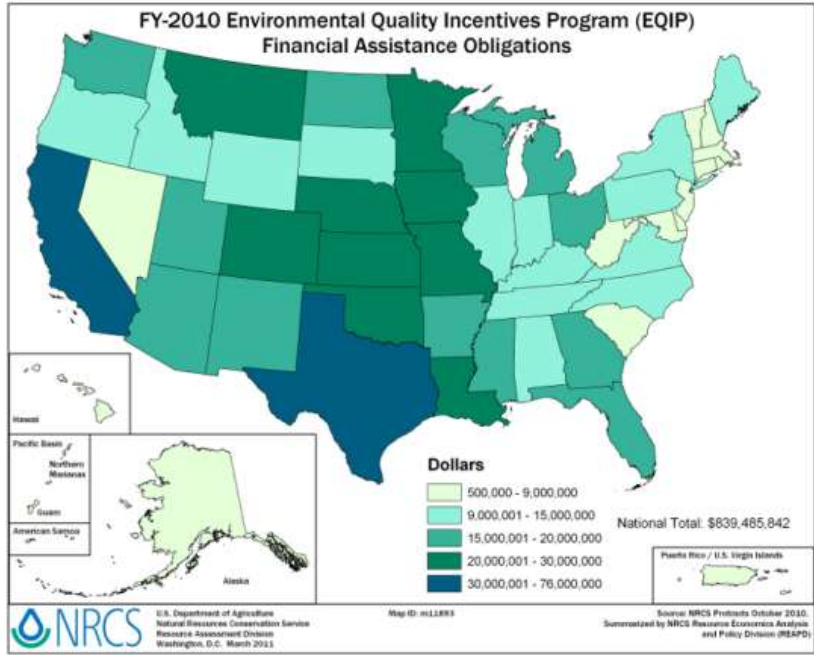 FY-2010 Environmental Quality Incentives Program (EQIP)
Financial Assistance Obligations
Hawaii
Pacific Basin
Northern
Marianas
Guam
American Samoa
Alaska
Dollars
500,000 - 9,000,000
9,000,001 - 15,000,000
15,000,001 - 20,000,000
20,000,001 - 30,000,000
30,000,001 - 76,000,000
National Total: $839,485,842
Puerto Rico / U.S. Virgin Islands
NRCS
U.S. Department of Agriculture
Natural Resources Conservation Service
Resource Assessment Division
Washington, D.C. March 2011
Map ID: m11893
Source: NRCS Protracts October 2010.
Summarized by NRCS Resource Economics Analysis
and Policy Division (REAPD)